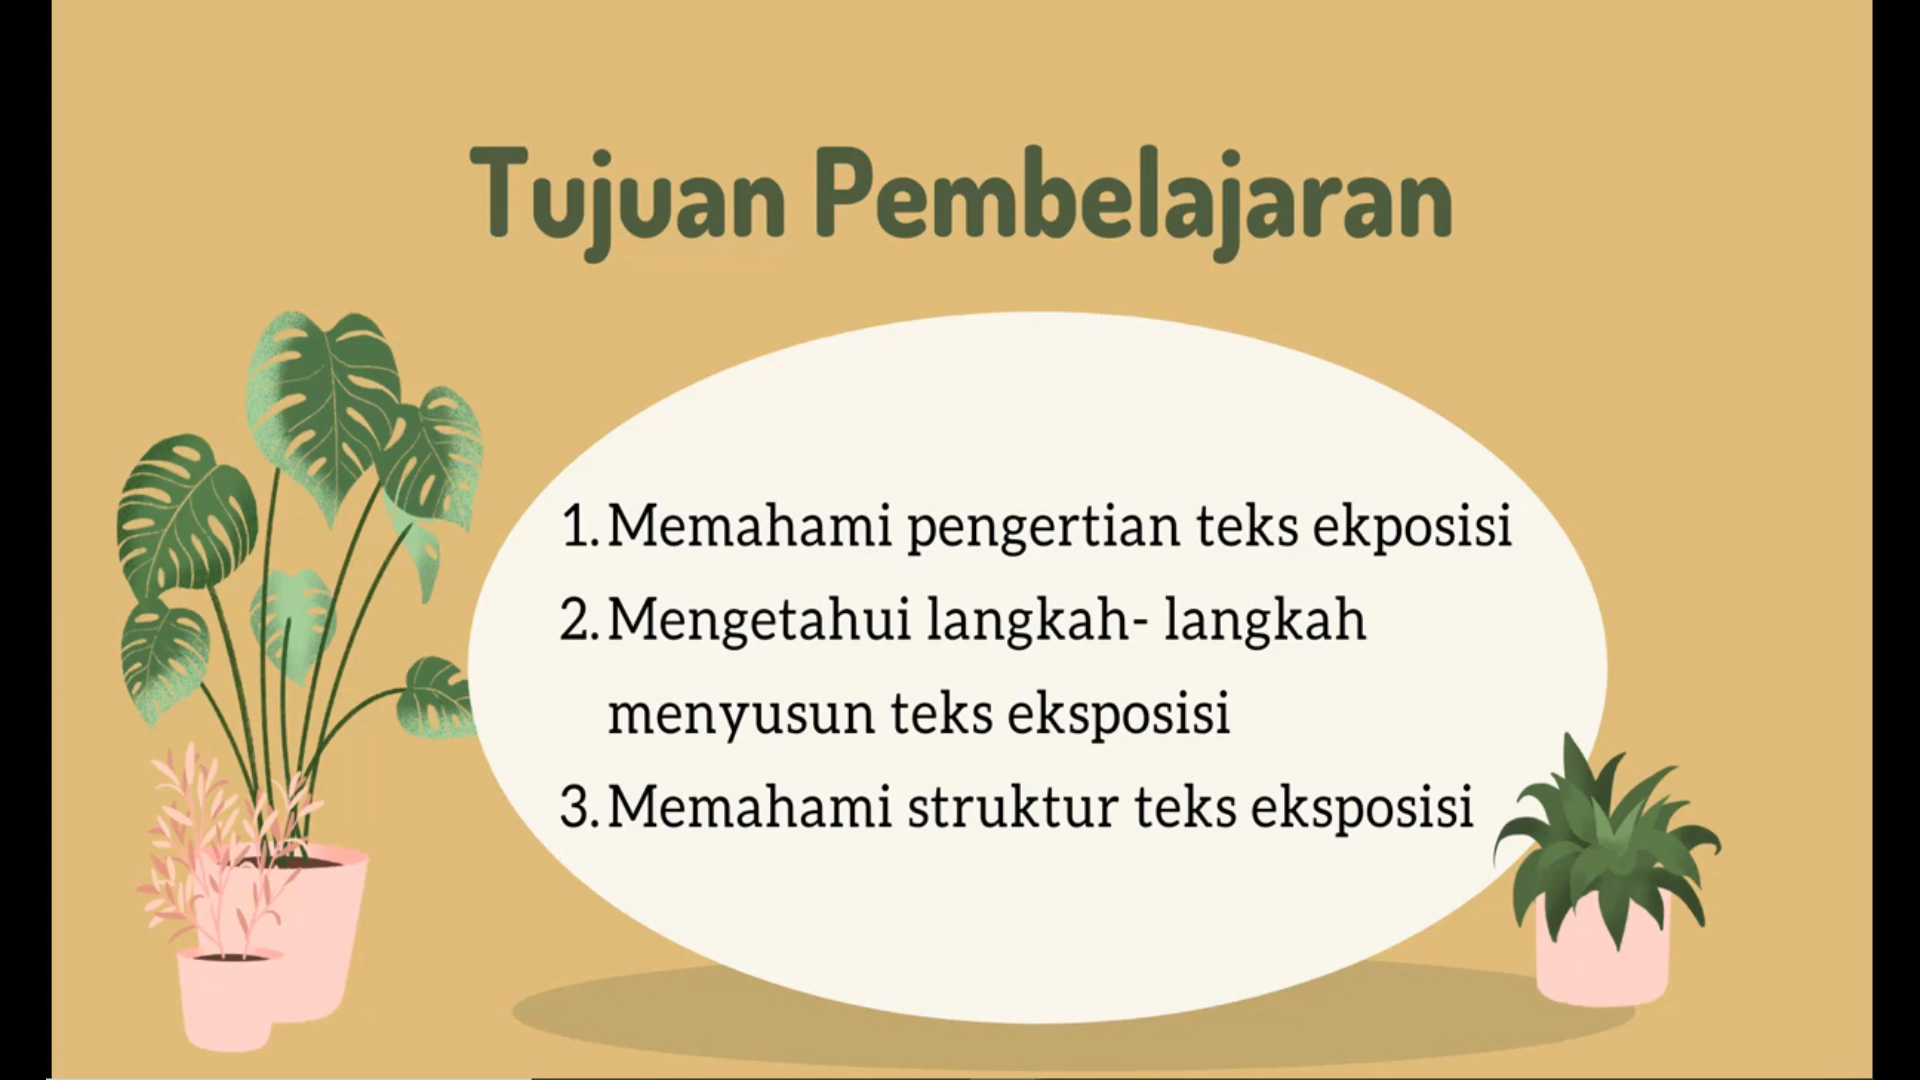 Tujuan Pembelajaran
1. Memahami pengertian teks ekposisi
2. Mengetahui langkah- langkah
menyusun teks eksposisi
3. Memahami struktur teks eksposisi